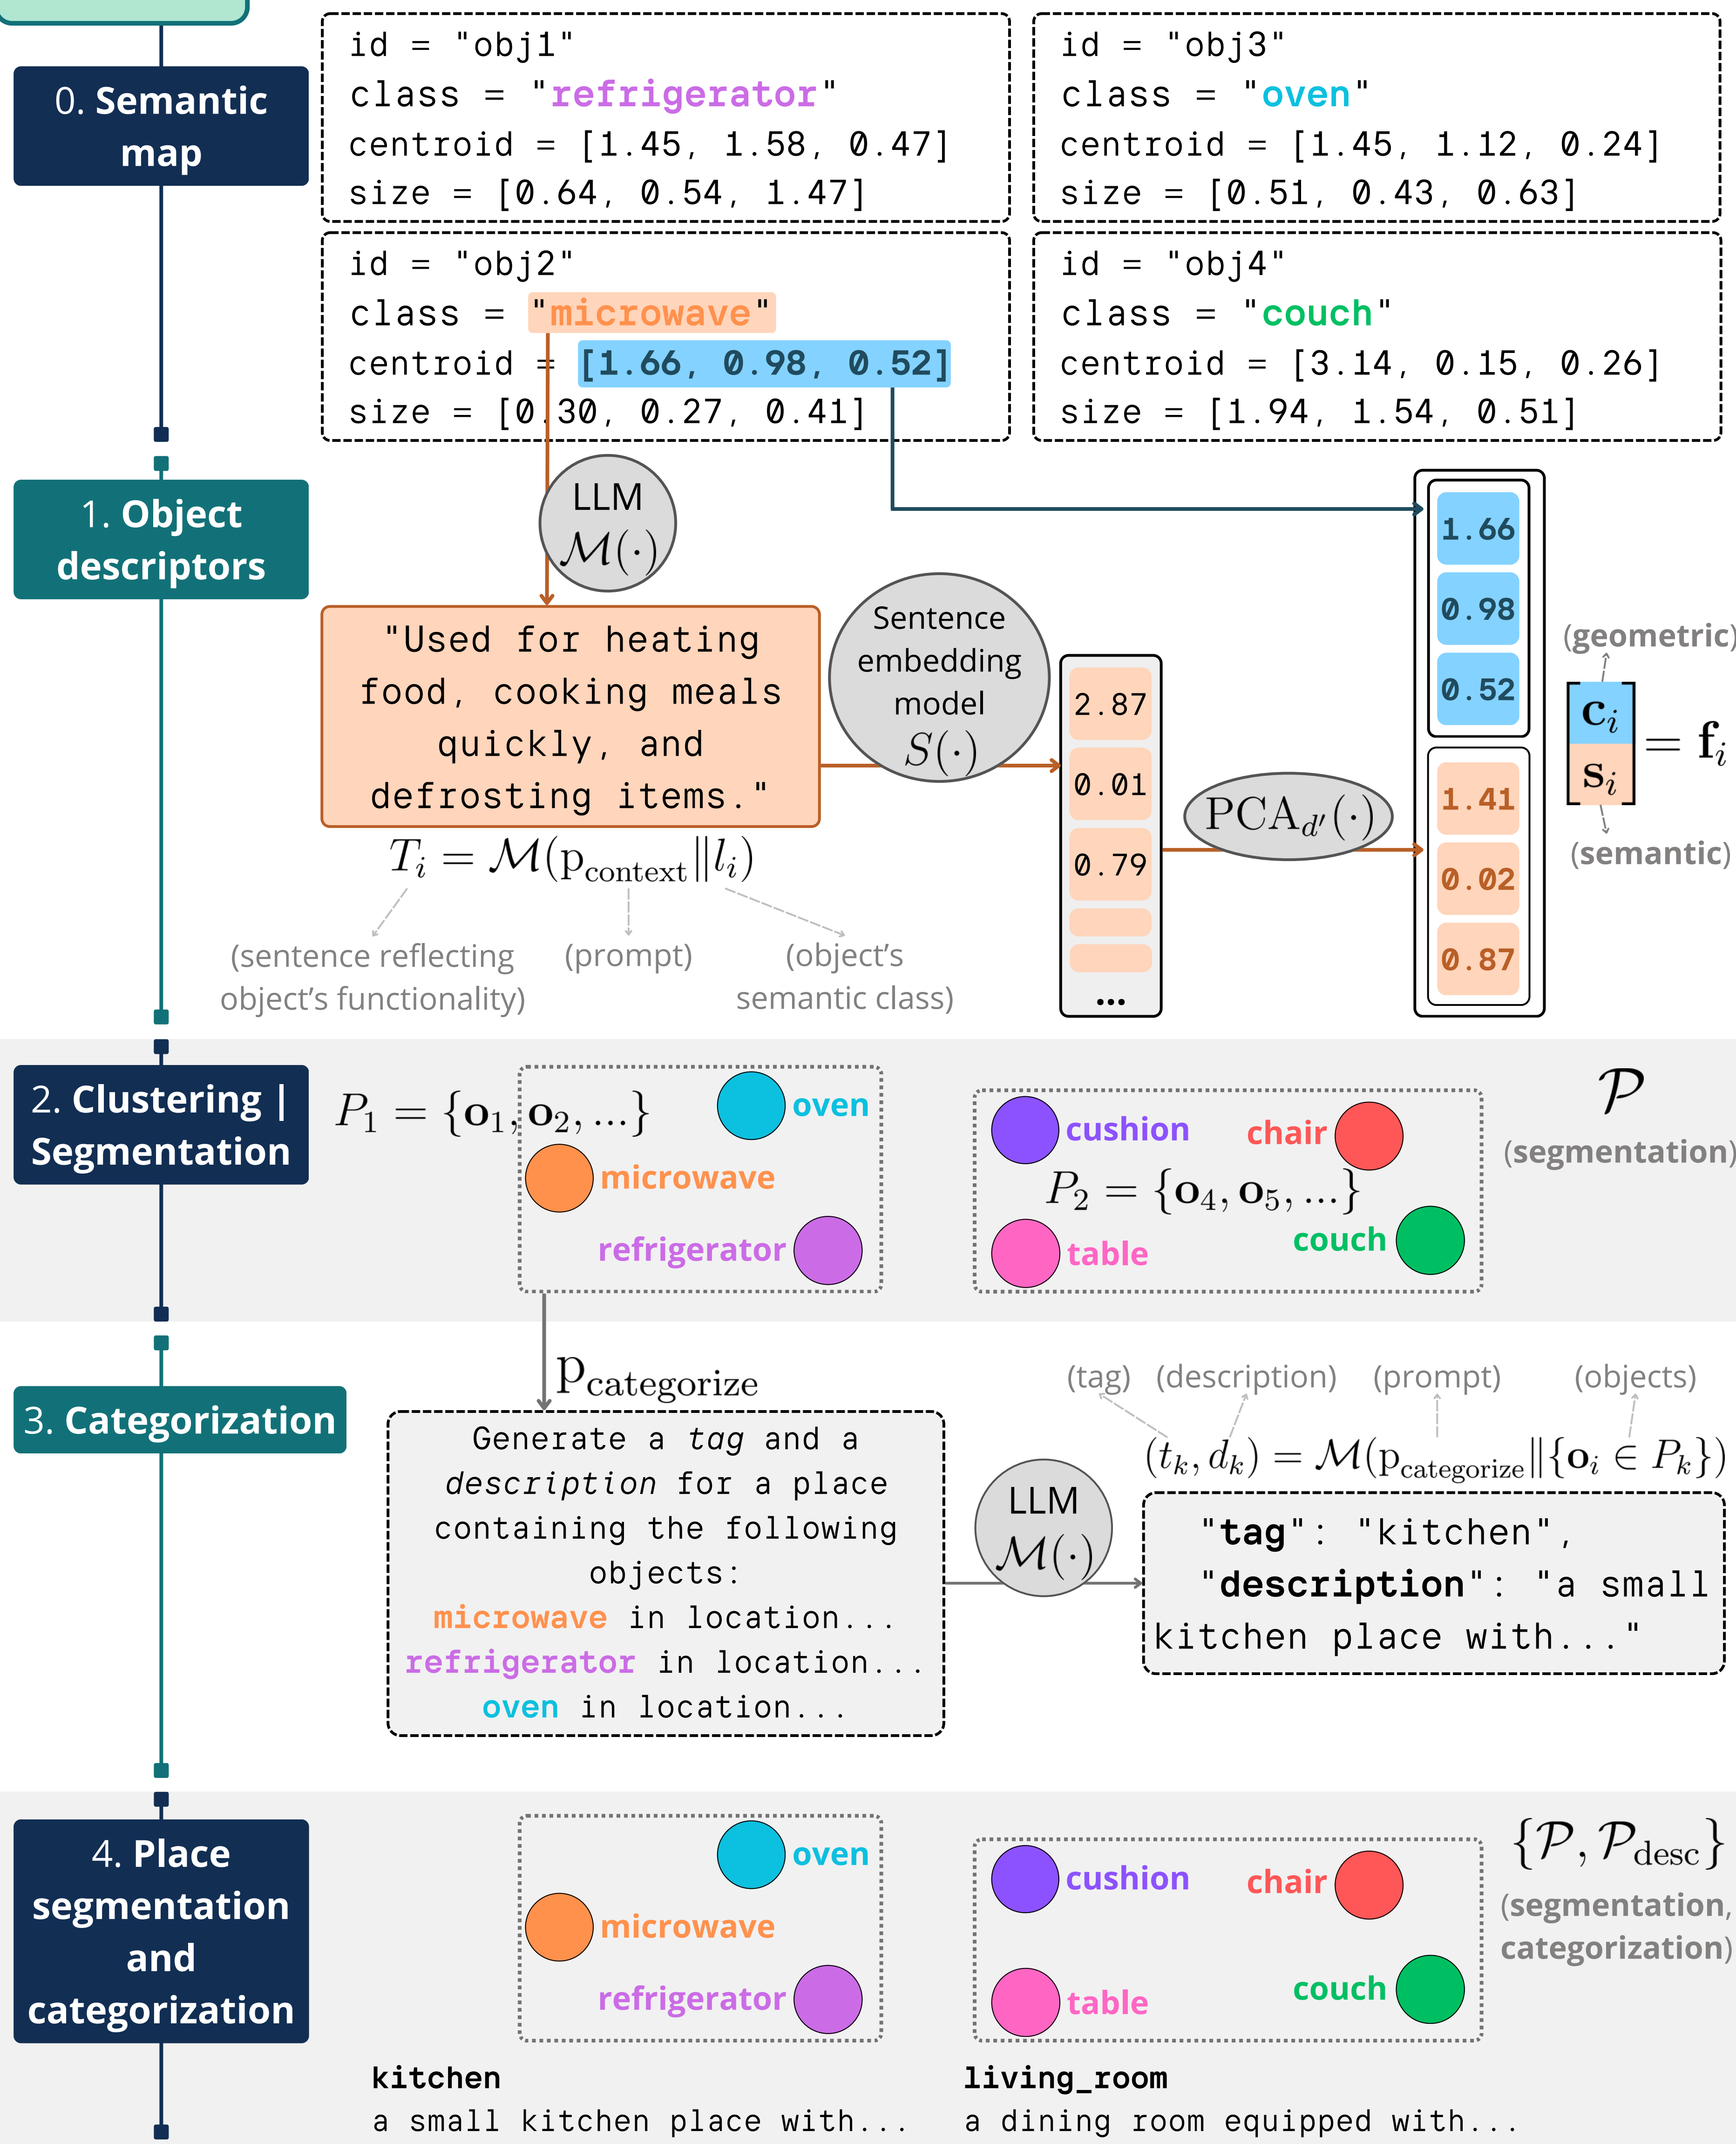 0. Semantic
map
id = "obj1"
class = "refrigerator"
centroid = [1.45, 1.58, 0.47]
size = [0.64, 0.54, 1.47]
id = "obj3"
class = "oven"
centroid = [1.45, 1.12, 0.24]
size = [0.51, 0.43, 0.63]
id = "obj2"
class = "microwave"
centroid = [1.66, 0.98, 0.52]
size = [0.30, 0.27, 0.41]
id = "obj4"
class = "couch"
centroid = [3.14, 0.15, 0.26]
size = [1.94, 1.54, 0.51]
1. Object
descriptors
LLM
ℳ(·)
"Used for heating
food, cooking meals
quickly, and
defrosting items."
Sentence
embedding
model
S(·)
2.87
0.01
0.79
...
PCA_{d′}(·)
1.66
0.98
0.52
1.41
0.02
0.87
(geometric)
[c_i s_i] = f_i
(semantic)
T_i = ℳ(p_context‖l_i)
(sentence reflecting
object's functionality)
(prompt)
(object's
semantic class)
2. Clustering |
Segmentation
P_1 = {o_1, o_2, ...}
oven
microwave
refrigerator
cushion
chair
P_2 = {o_4, o_5, ...}
table
couch
𝒫
(segmentation)
3. Categorization
p_categorize
Generate a tag and a
description for a place
containing the following
objects:
microwave in location...
refrigerator in location...
oven in location...
LLM
ℳ(·)
(tag) (description) (prompt) (objects)
(t_k, d_k) = ℳ(p_categorize‖{o_i ∈ P_k})
"tag": "kitchen",
"description": "a small
kitchen place with..."
4. Place
segmentation
and
categorization
oven
microwave
refrigerator
cushion
chair
table
couch
{𝒫, 𝒫_desc}
(segmentation,
categorization)
kitchen
a small kitchen place with...
living_room
a dining room equipped with...